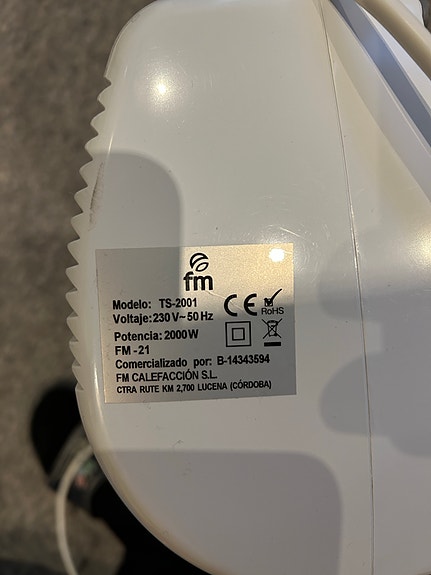 fm
Modelo: TS-2001
Voltaje: 230 V~ 50 Hz
CE
RoHS
Potencia: 2000 W
FM -21
Comercializado por: B-14343594
FM CALEFACCIÓN S.L.
CTRA RUTE KM 2,700 LUCENA (CÓRDOBA)